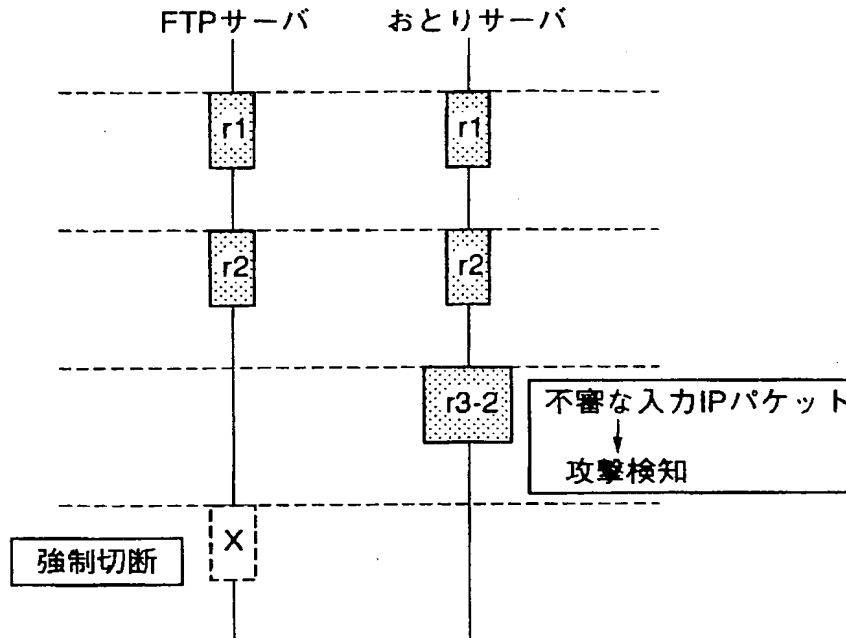 FTPサーバ おとりサーバ
r1 r1
r2 r2
r3-2
不審な入力IPパケット
↓
攻撃検知
X
強制切断